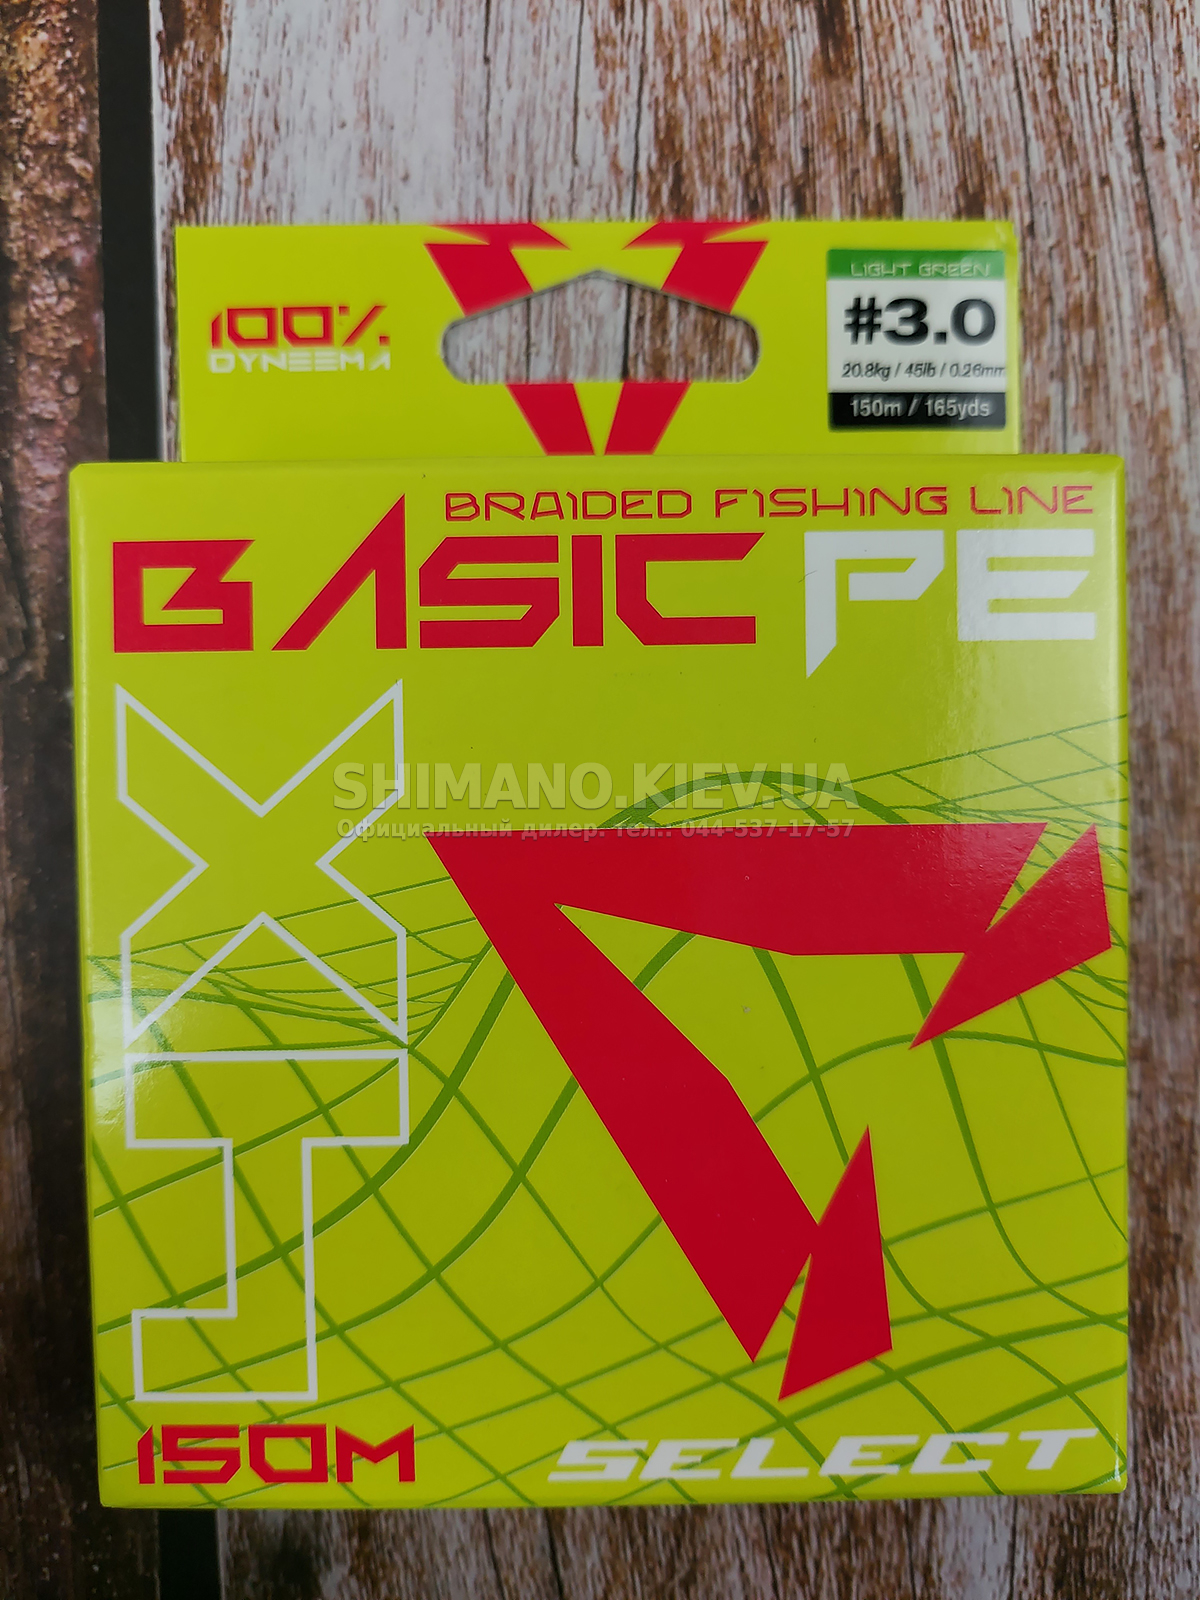 100%
DYNEEMA
LIGHT GREEN
#3.0
20.8kg / 45lb / 0.26mm
150m / 165yds
BRAIDED FISHING LINE
BASIC PE
SHIMANO.KIEV.UA
Официальный дилер. тел.: 044-537-17-57
150M
SELECT